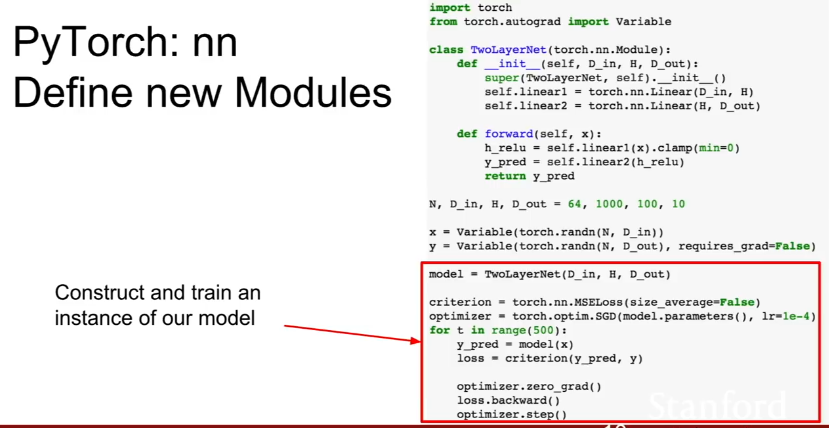 PyTorch: nn
Define new Modules
import torch
from torch.autograd import Variable
class TwoLayerNet(torch.nn.Module):
    def __init__(self, D_in, H, D_out):
        super(TwoLayerNet, self).__init__()
        self.linear1 = torch.nn.Linear(D_in, H)
        self.linear2 = torch.nn.Linear(H, D_out)
    def forward(self, x):
        h_relu = self.linear1(x).clamp(min=0)
        y_pred = self.linear2(h_relu)
        return y_pred
N, D_in, H, D_out = 64, 1000, 100, 10
x = Variable(torch.randn(N, D_in))
y = Variable(torch.randn(N, D_out), requires_grad=False)
Construct and train an
instance of our model
model = TwoLayerNet(D_in, H, D_out)
criterion = torch.nn.MSELoss(size_average=False)
optimizer = torch.optim.SGD(model.parameters(), lr=1e-4)
for t in range(500):
    y_pred = model(x)
    loss = criterion(y_pred, y)
    optimizer.zero_grad()
    loss.backward()
    optimizer.step()
Stanford